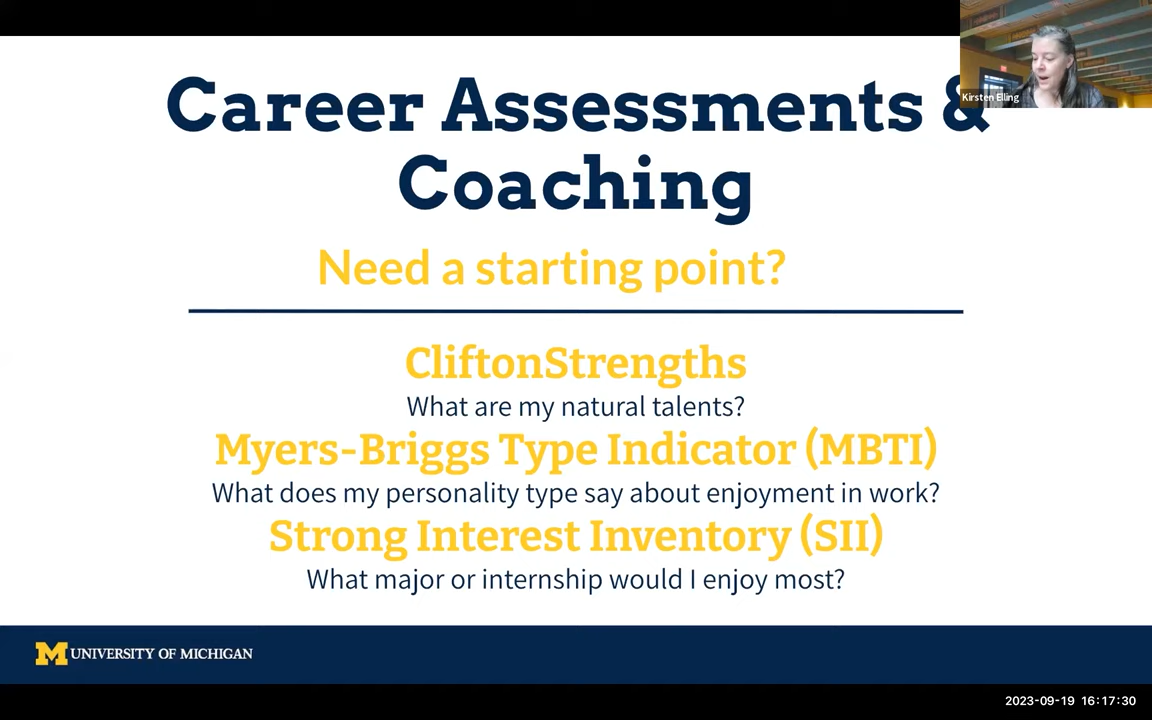 Career Assessments &
Coaching
Need a starting point?
CliftonStrengths
What are my natural talents?
Myers-Briggs Type Indicator (MBTI)
What does my personality type say about enjoyment in work?
Strong Interest Inventory (SII)
What major or internship would I enjoy most?
M UNIVERSITY OF MICHIGAN
Kirsten Elling
2023-09-19 16:17:30